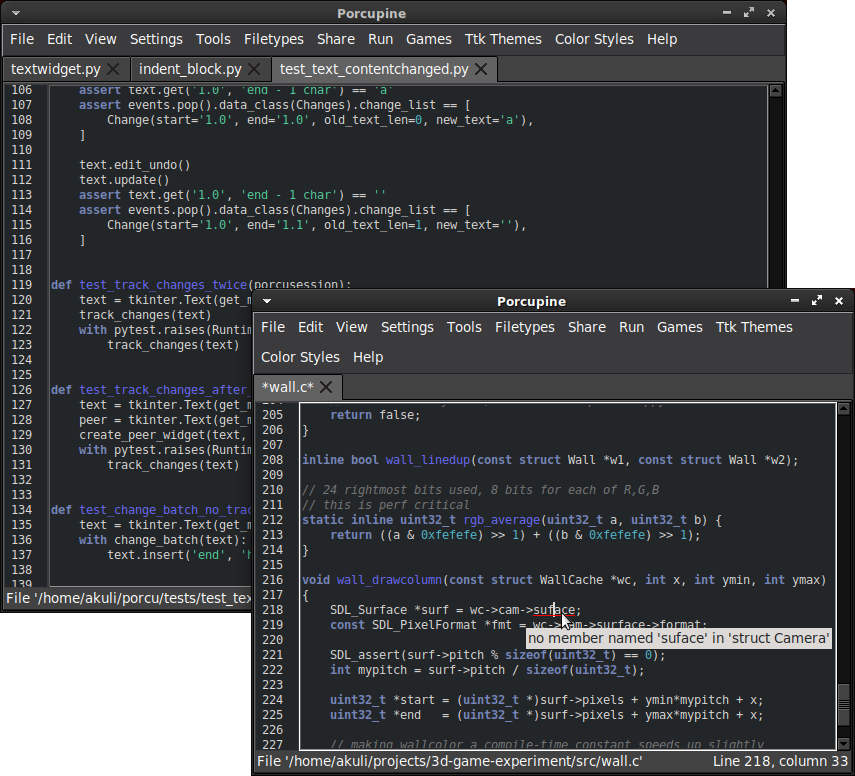 Porcupine
File Edit View Settings Tools Filetypes Share Run Games Ttk Themes Color Styles Help
textwidget.py indent_block.py test_text_contentchanged.py
106 assert text.get('1.0', 'end - 1 char') == 'a'
107 assert events.pop().data_class(Changes).change_list == [
108 Change(start='1.0', end='1.0', old_text_len=0, new_text='a'),
109 ]
110
111 text.edit_undo()
112 text.update()
113 assert text.get('1.0', 'end - 1 char') == ''
114 assert events.pop().data_class(Changes).change_list == [
115 Change(start='1.0', end='1.1', old_text_len=1, new_text=''),
116 ]
117
118
119 def test_track_changes_twice(porcusession):
120 text = tkinter.Text(get_m
121 track_changes(text)
122 with pytest.raises(Runtim
123 track_changes(text)
124
125
126 def test_track_changes_after_
127 text = tkinter.Text(get_m
128 peer = tkinter.Text(get_m
129 create_peer_widget(text,
130 with pytest.raises(Runtim
131 track_changes(text)
132
133
134 def test_change_batch_no_trac
135 text = tkinter.Text(get_m
136 with change_batch(text):
137 text.insert('end', 'h
138
139
File '/home/akuli/porcu/tests/test_tex
Porcupine
File Edit View Settings Tools Filetypes Share Run Games Ttk Themes
Color Styles Help
*wall.c*
205 return false;
206 }
207
208 inline bool wall_linedup(const struct Wall *w1, const struct Wall *w2);
209
210 // 24 rightmost bits used, 8 bits for each of R,G,B
211 // this is perf critical
212 static inline uint32_t rgb_average(uint32_t a, uint32_t b) {
213 return ((a & 0xfefefe) >> 1) + ((b & 0xfefefe) >> 1);
214 }
215
216 void wall_drawcolumn(const struct WallCache *wc, int x, int ymin, int ymax)
217 {
218 SDL_Surface *surf = wc->cam->suface;
219 const SDL_PixelFormat *fmt = wc->cam->surface->format;
no member named 'suface' in 'struct Camera'
220
221 SDL_assert(surf->pitch % sizeof(uint32_t) == 0);
222 int mypitch = surf->pitch / sizeof(uint32_t);
223
224 uint32_t *start = (uint32_t *)surf->pixels + ymin*mypitch + x;
225 uint32_t *end = (uint32_t *)surf->pixels + ymax*mypitch + x;
226
227 // making wallcolor a compile-time constant speeds up slightly
File '/home/akuli/projects/3d-game-experiment/src/wall.c' Line 218, column 33